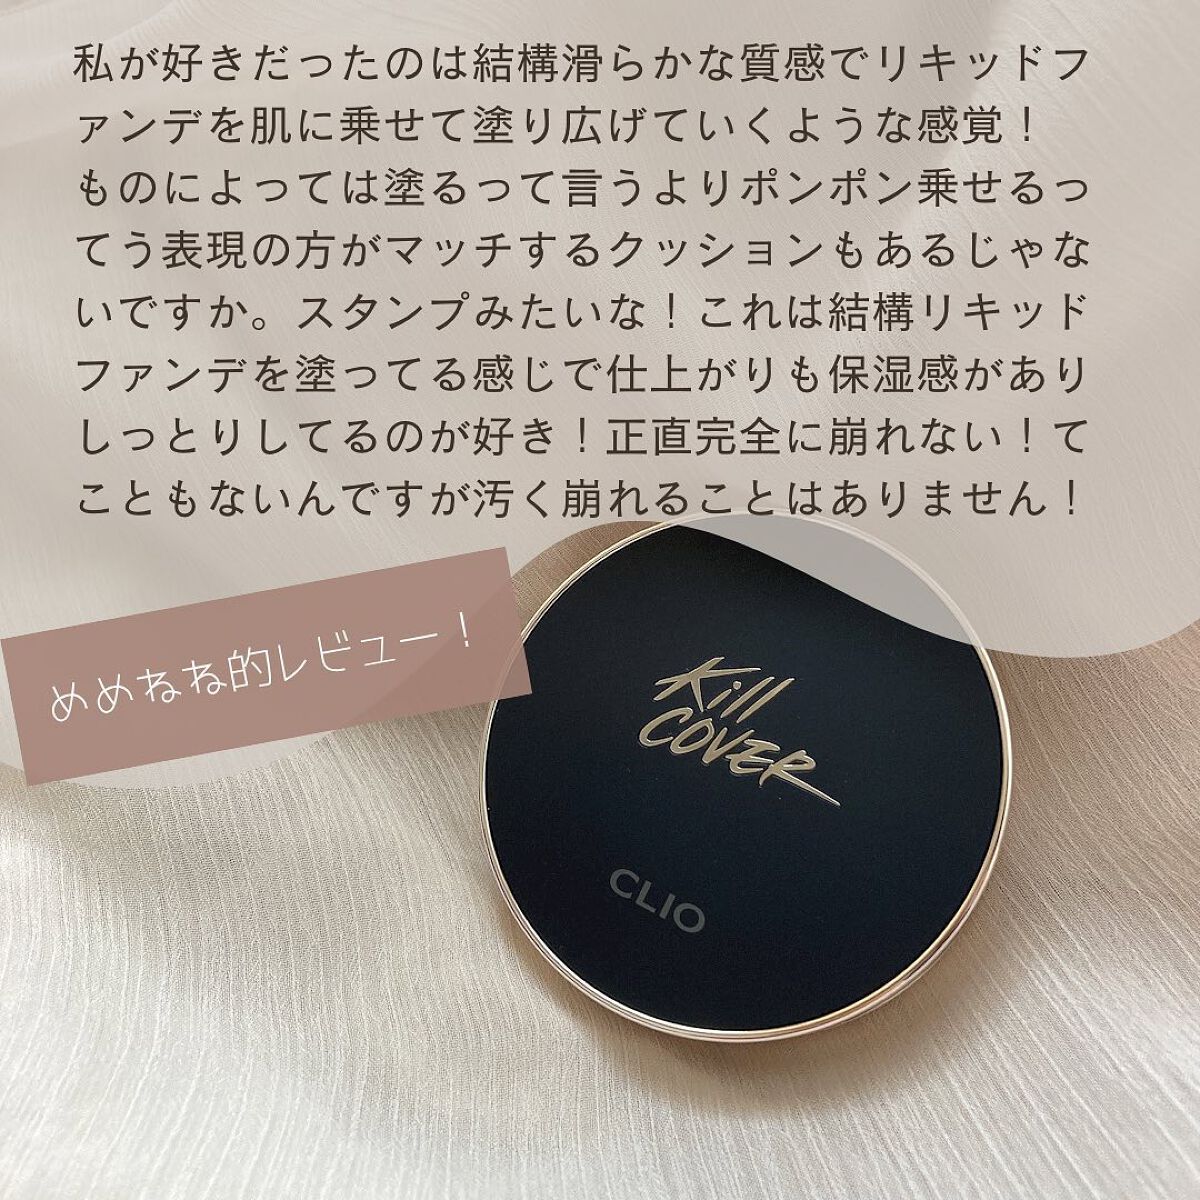 私が好きだったのは結構滑らかな質感でリキッドフ
ァンデを肌に乗せて塗り広げていくような感覚！
ものによっては塗るって言うよりポンポン乗せるっ
てう表現の方がマッチするクッションもあるじゃな
いですか。スタンプみたいな！これは結構リキッド
ファンデを塗ってる感じで仕上がりも保湿感があり
しっとりしてるのが好き！正直完全に崩れない！て
こともないんですが汚く崩れることはありません！
めめねね的レビュー！
Kill
COVER
CLIO